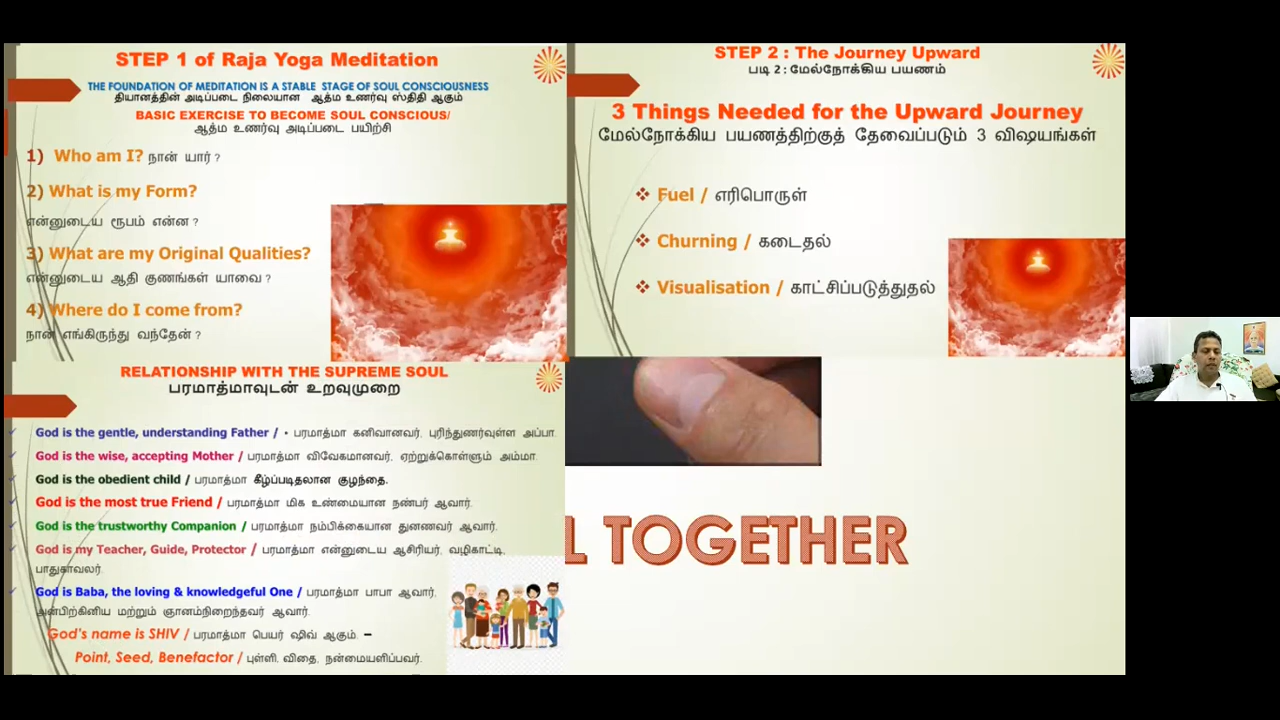 STEP 1 of Raja Yoga Meditation
THE FOUNDATION OF MEDITATION IS A STABLE STAGE OF SOUL CONSCIOUSNESS
தியானத்தின் அடிப்படை நிலையான ஆத்ம உணர்வு ஸ்திதி ஆகும்
BASIC EXERCISE TO BECOME SOUL CONSCIOUS/
ஆத்ம உணர்வு அடிப்படை பயிற்சி
1) Who am I? நான் யார் ?
2) What is my Form?
என்னுடைய ரூபம் என்ன ?
3) What are my Original Qualities?
என்னுடைய ஆதி குணங்கள் யாவை ?
4) Where do I come from?
நான் எங்கிருந்து வந்தேன் ?
STEP 2 : The Journey Upward
படி 2 : மேல்நோக்கிய பயணம்
3 Things Needed for the Upward Journey
மேல்நோக்கிய பயணத்திற்குத் தேவைப்படும் 3 விஷயங்கள்
❖ Fuel / எரிபொருள்
❖ Churning / கடைதல்
❖ Visualisation / காட்சிப்படுத்துதல்
RELATIONSHIP WITH THE SUPREME SOUL
பரமாத்மாவுடன் உறவுமுறை
God is the gentle, understanding Father / • பரமாத்மா கனிவானவர், புரிந்துணர்வுள்ள அப்பா.
God is the wise, accepting Mother / பரமாத்மா விவேகமானவர், ஏற்றுக்கொள்ளும் அம்மா.
God is the obedient child / பரமாத்மா கீழ்ப்படிதலான குழந்தை.
God is the most true Friend / பரமாத்மா மிக உண்மையான நண்பர் ஆவார்.
God is the trustworthy Companion / பரமாத்மா நம்பிக்கையான துனணவர் ஆவார்.
God is my Teacher, Guide, Protector / பரமாத்மா என்னுடைய ஆசிரியர், வழிகாட்டி,
பாதுகாவலர்.
God is Baba, the loving & knowledgeful One / பரமாத்மா பாபா ஆவார்,
அன்பிற்கினிய மற்றும் ஞானம்நிறைந்தவர் ஆவார்.
God's name is SHIV / பரமாத்மா பெயர் ஷிவ் ஆகும். –
Point, Seed, Benefactor / புள்ளி, விதை, நன்மையளிப்பவர்.
L TOGETHER